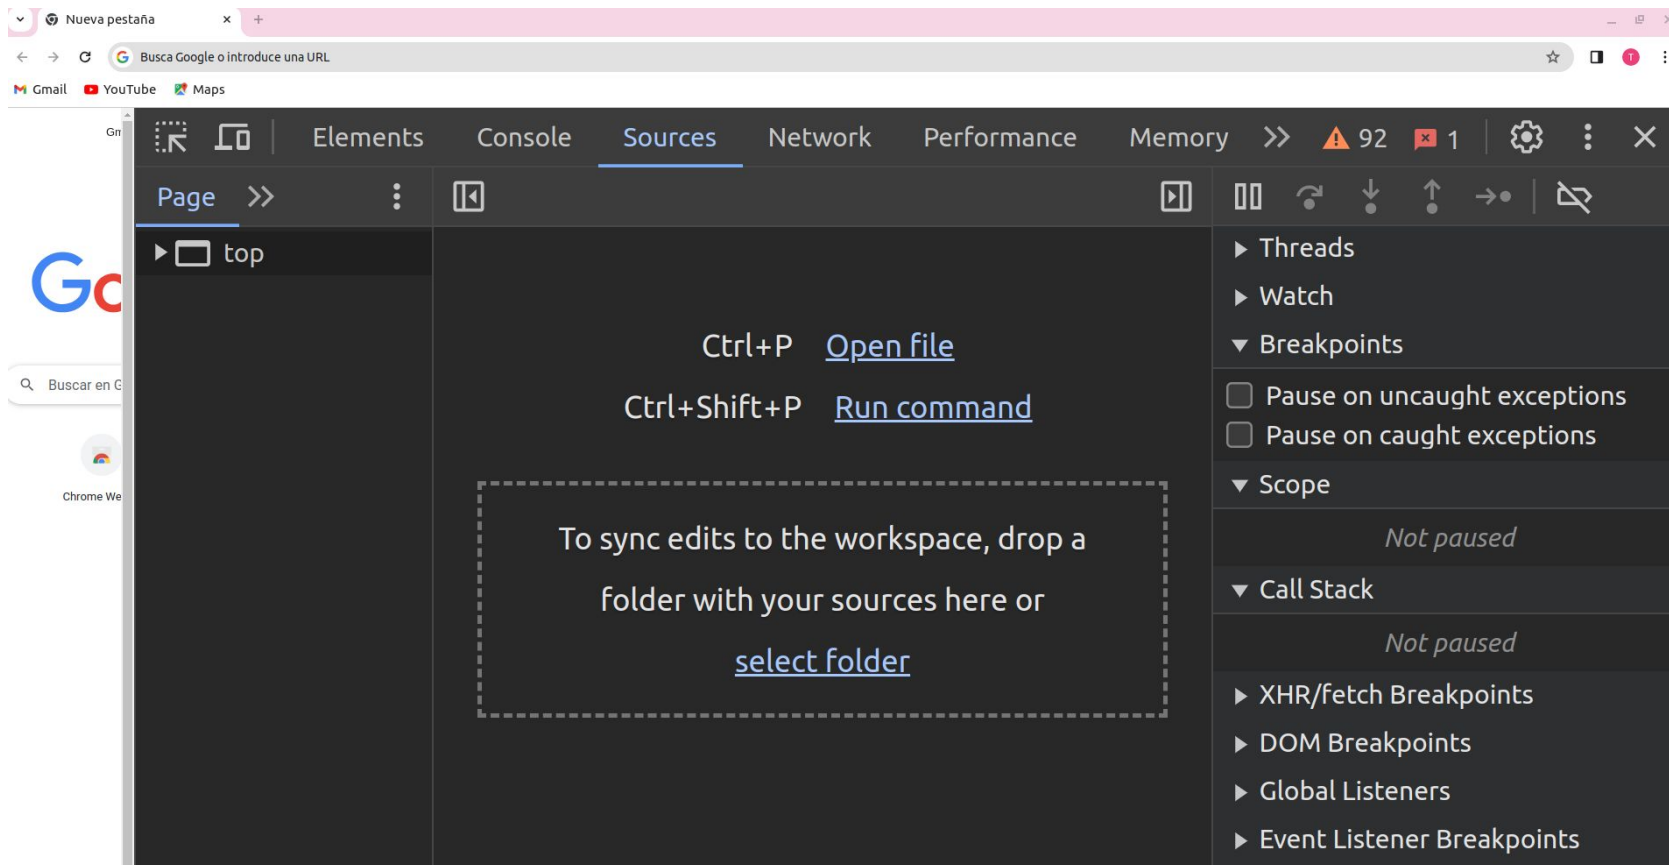 Nueva pestaña
Busca Google o introduce una URL
Gmail YouTube Maps
Gm
Elements Console Sources Network Performance Memory 92 1
Page
top
Go
Buscar en G
Chrome We
Ctrl+P Open file
Ctrl+Shift+P Run command
To sync edits to the workspace, drop a
folder with your sources here or
select folder
Threads
Watch
Breakpoints
Pause on uncaught exceptions
Pause on caught exceptions
Scope
Not paused
Call Stack
Not paused
XHR/fetch Breakpoints
DOM Breakpoints
Global Listeners
Event Listener Breakpoints